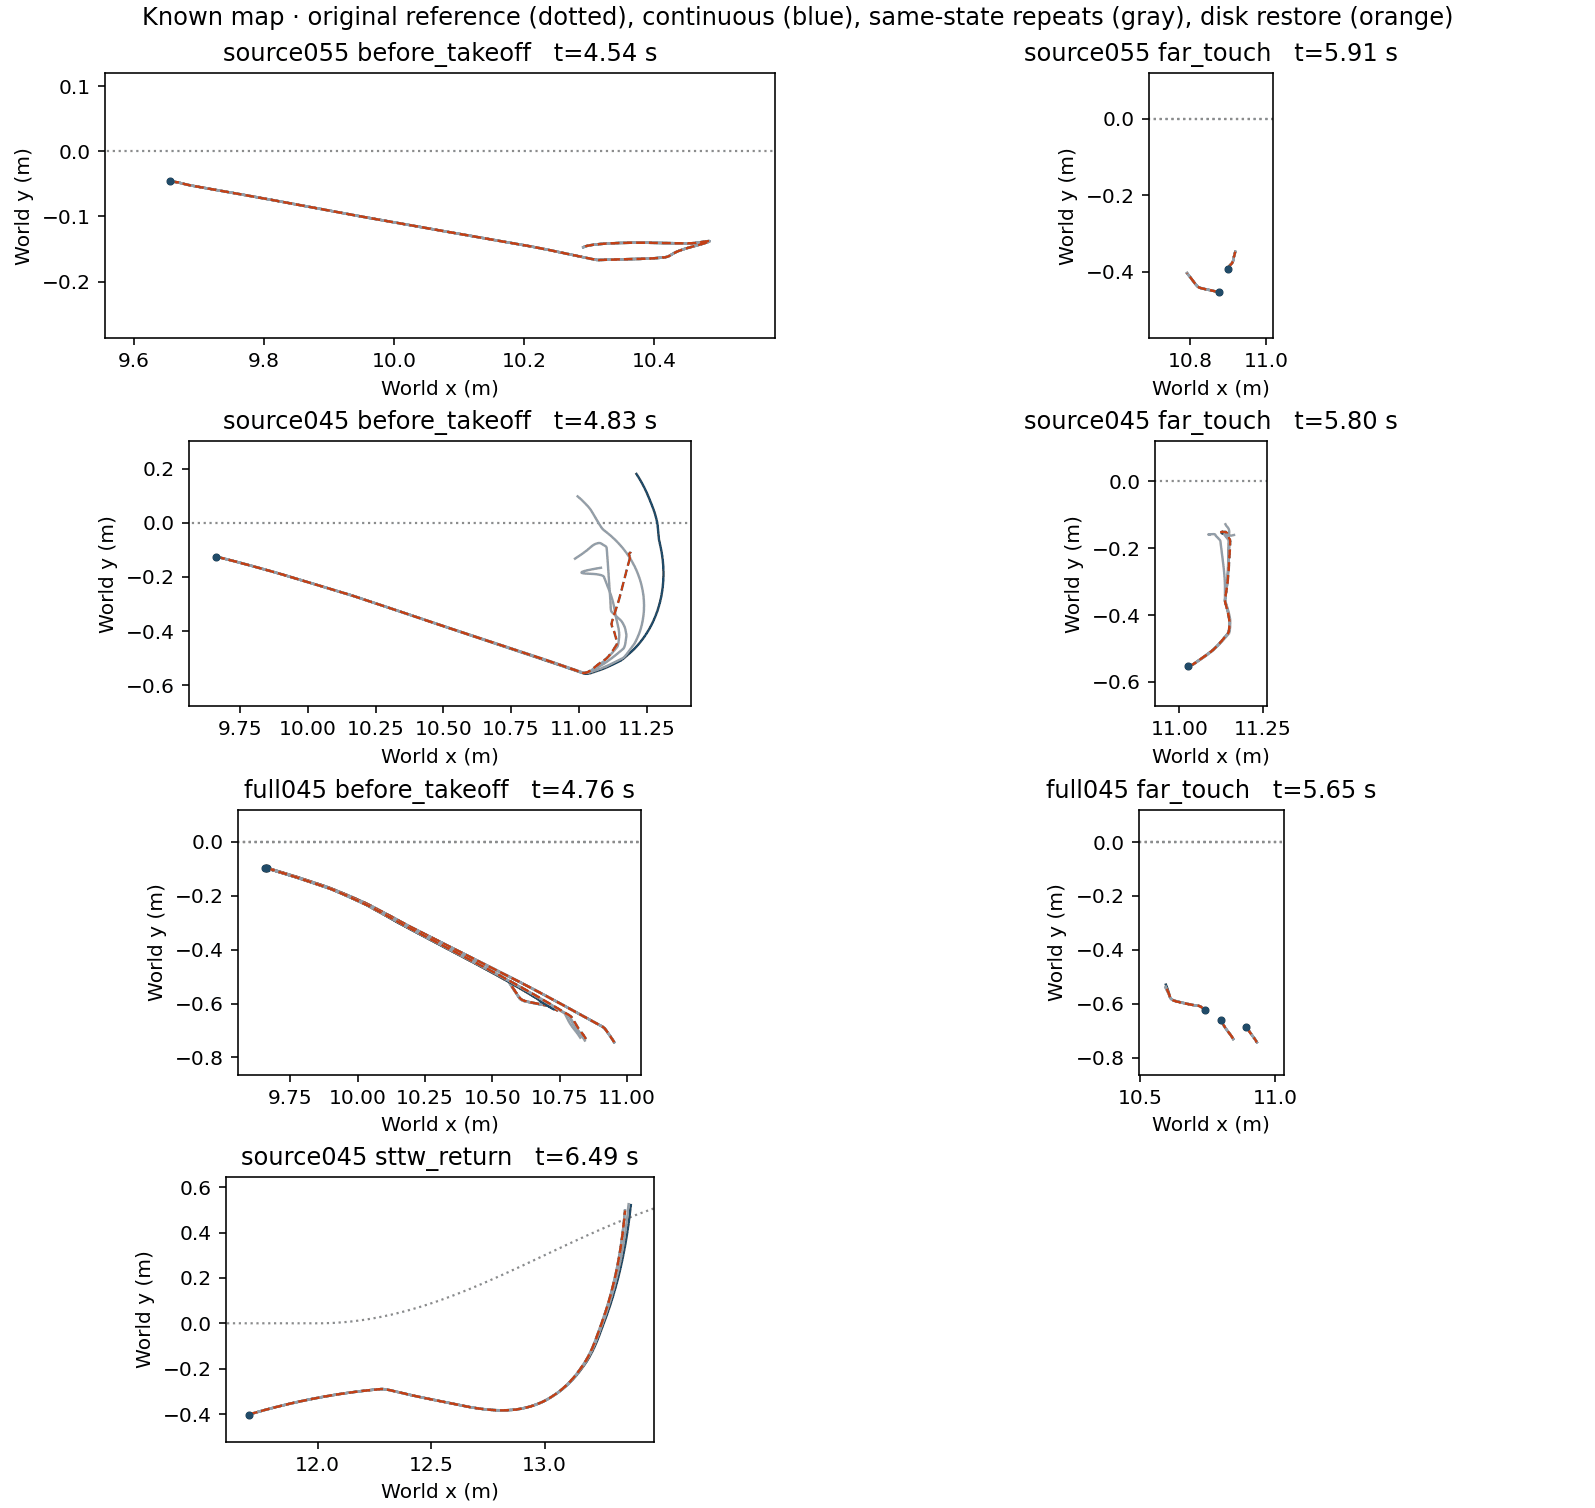 Known map · original reference (dotted), continuous (blue), same-state repeats (gray), disk restore (orange)
source055 before_takeoff   t=4.54 s
World y (m)
0.1
0.0
−0.1
−0.2
9.6 9.8 10.0 10.2 10.4
World x (m)
source055 far_touch   t=5.91 s
World y (m)
0.0
−0.2
−0.4
10.8 11.0
World x (m)
source045 before_takeoff   t=4.83 s
World y (m)
0.2
0.0
−0.2
−0.4
−0.6
9.75 10.00 10.25 10.50 10.75 11.00 11.25
World x (m)
source045 far_touch   t=5.80 s
World y (m)
0.0
−0.2
−0.4
−0.6
11.00 11.25
World x (m)
full045 before_takeoff   t=4.76 s
World y (m)
0.0
−0.2
−0.4
−0.6
−0.8
9.75 10.00 10.25 10.50 10.75 11.00
World x (m)
full045 far_touch   t=5.65 s
World y (m)
0.0
−0.2
−0.4
−0.6
−0.8
10.5 11.0
World x (m)
source045 sttw_return   t=6.49 s
World y (m)
0.6
0.4
0.2
0.0
−0.2
−0.4
12.0 12.5 13.0
World x (m)